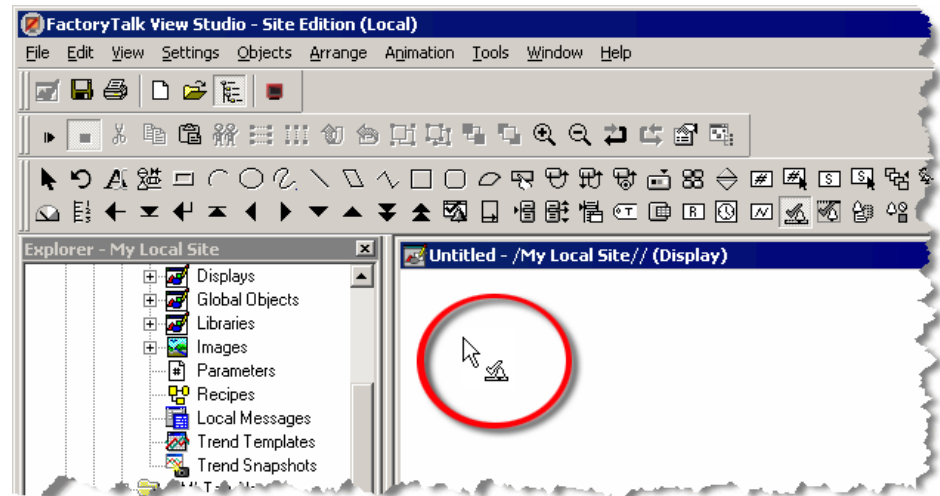 FactoryTalk View Studio - Site Edition (Local)
File Edit View Settings Objects Arrange Animation Tools Window Help
Explorer - My Local Site
Untitled - /My Local Site// (Display)
Displays
Global Objects
Libraries
Images
Parameters
Recipes
Local Messages
Trend Templates
Trend Snapshots